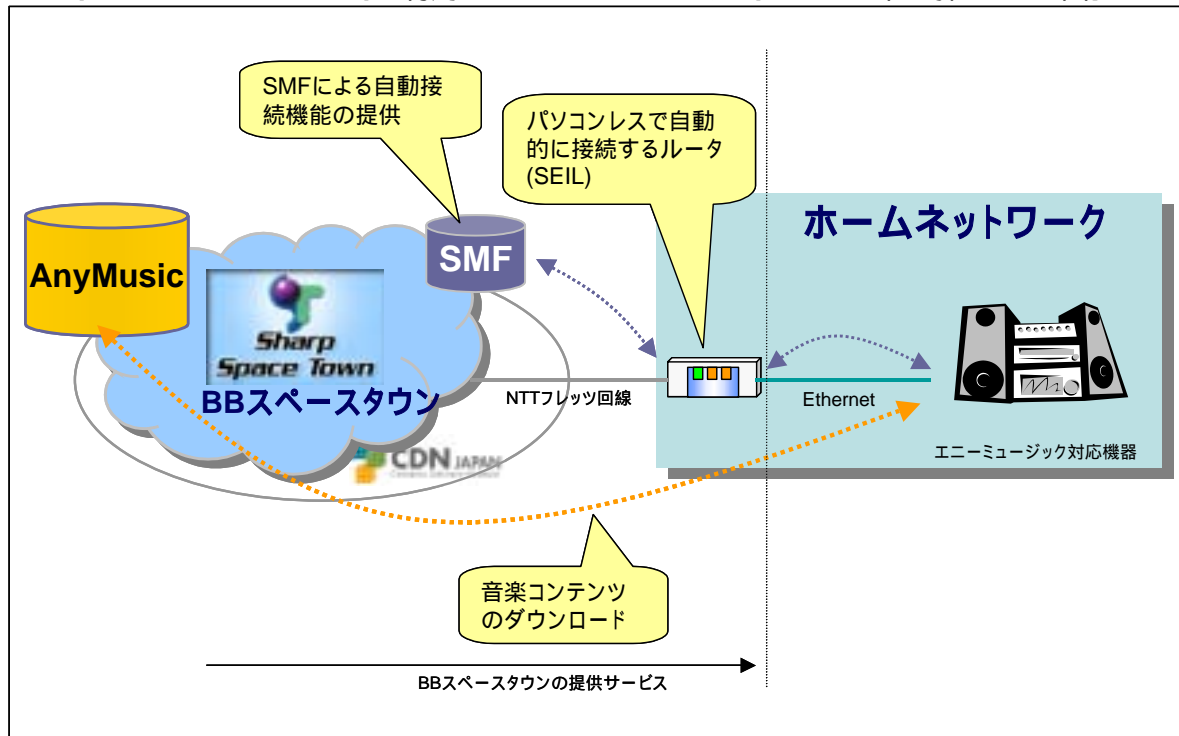 SMFによる自動接
続機能の提供
パソコンレスで自動
的に接続するルータ
(SEIL)
ホームネットワーク
AnyMusic
SMF
Sharp
Space Town
BBスペースタウン
NTTフレッツ回線
Ethernet
エニーミュージック対応機器
CDN JAPAN
音楽コンテンツ
のダウンロード
BBスペースタウンの提供サービス